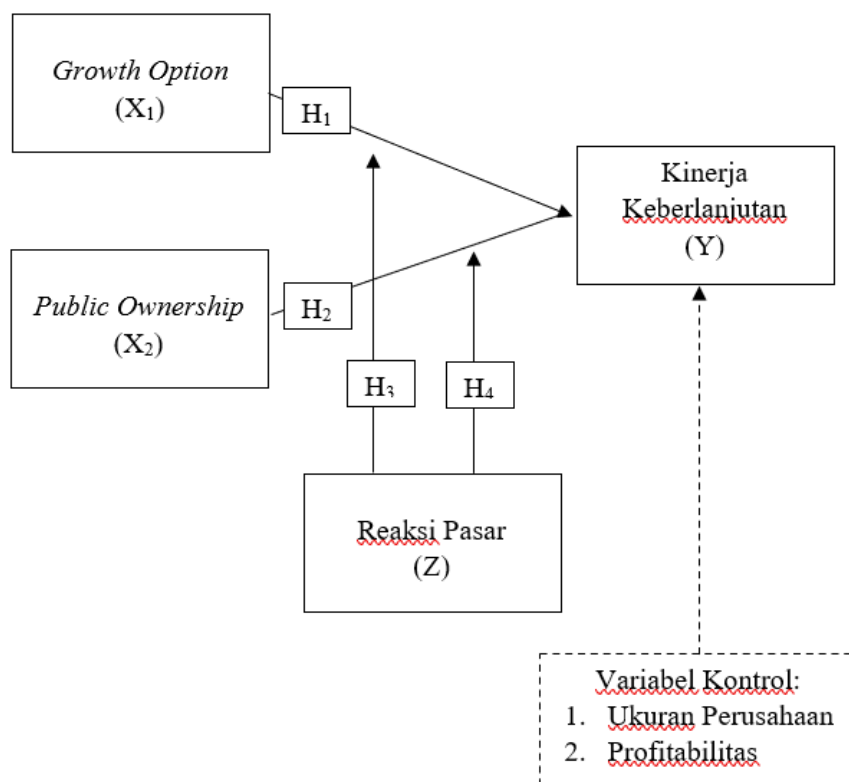 Growth Option
(X₁)
H₁
Kinerja
Keberlanjutan
(Y)
Public Ownership
(X₂)
H₂
H₃
H₄
Reaksi Pasar
(Z)
Variabel Kontrol:
1. Ukuran Perusahaan
2. Profitabilitas